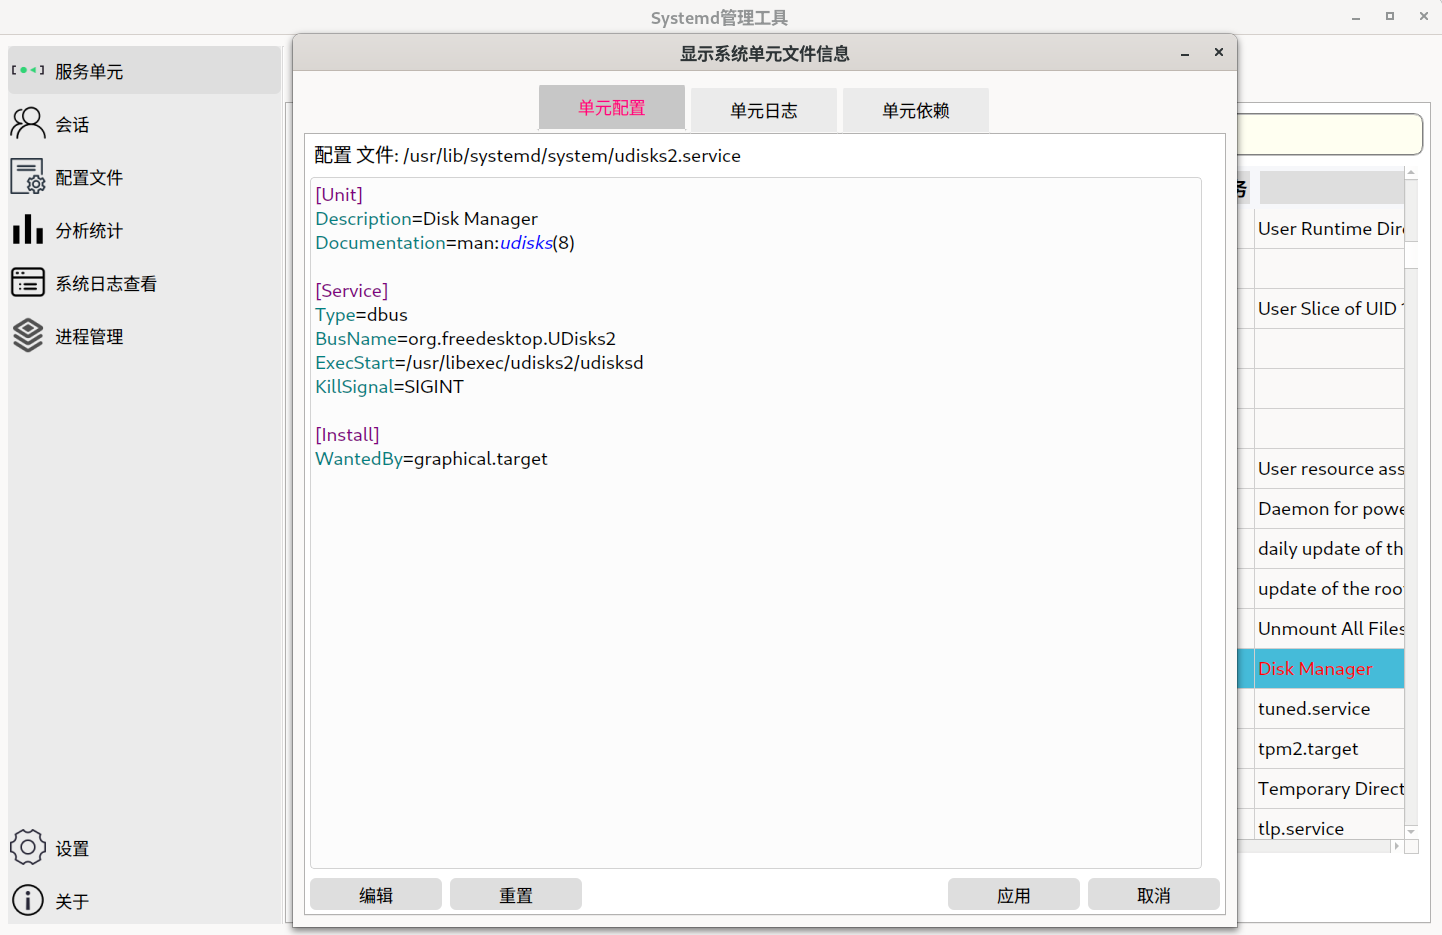 Systemd管理工具
服务单元
会话
配置文件
分析统计
系统日志查看
进程管理
设置
关于
显示系统单元文件信息
单元配置
单元日志
单元依赖
配置 文件: /usr/lib/systemd/system/udisks2.service
[Unit]
Description=Disk Manager
Documentation=man:udisks(8)
[Service]
Type=dbus
BusName=org.freedesktop.UDisks2
ExecStart=/usr/libexec/udisks2/udisksd
KillSignal=SIGINT
[Install]
WantedBy=graphical.target
编辑
重置
应用
取消
务
User Runtime Dir
User Slice of UID
User resource ass
Daemon for powe
daily update of th
update of the roo
Unmount All Files
Disk Manager
tuned.service
tpm2.target
Temporary Direct
tlp.service